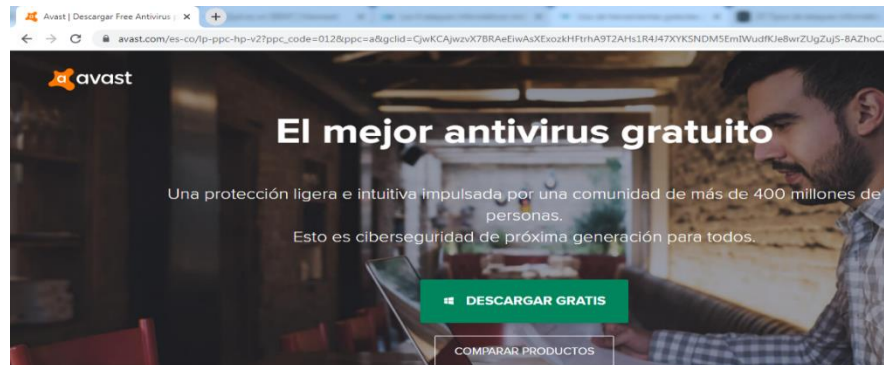 Avast | Descargar Free Antivirus
avast.com/es-co/lp-ppc-hp-v2?ppc_code=012&ppc=a&gclid=
avast
El mejor antivirus gratuito
Una protección ligera e intuitiva impulsada por una comunidad de más de 400 millones de
personas.
Esto es ciberseguridad de próxima generación para todos.
DESCARGAR GRATIS
COMPARAR PRODUCTOS